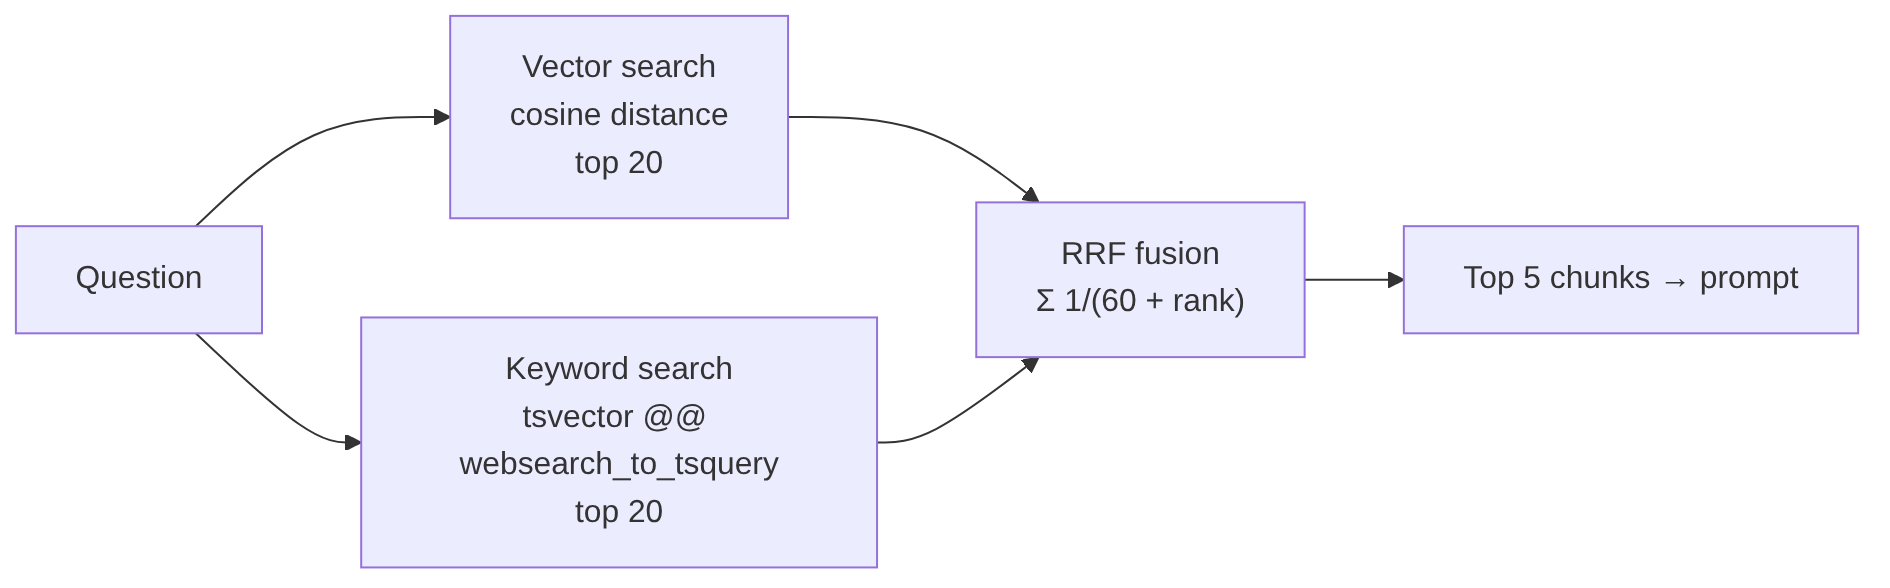 Question
Vector search
cosine distance
top 20
Keyword search
tsvector @@
websearch_to_tsquery
top 20
RRF fusion
Σ 1/(60 + rank)
Top 5 chunks → prompt